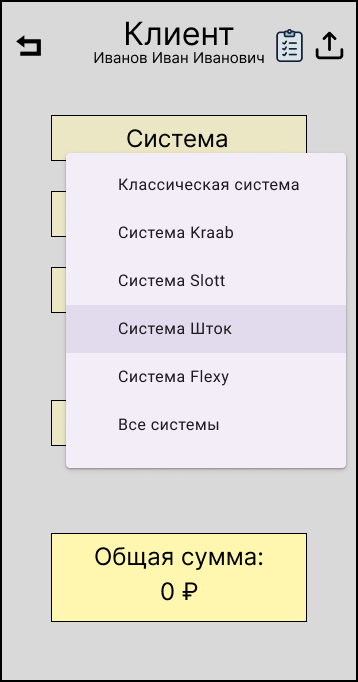 Клиент
Иванов Иван Иванович
Система
Классическая система
Система Kraab
Система Slott
Система Шток
Система Flexy
Все системы
Общая сумма:
0 ₽